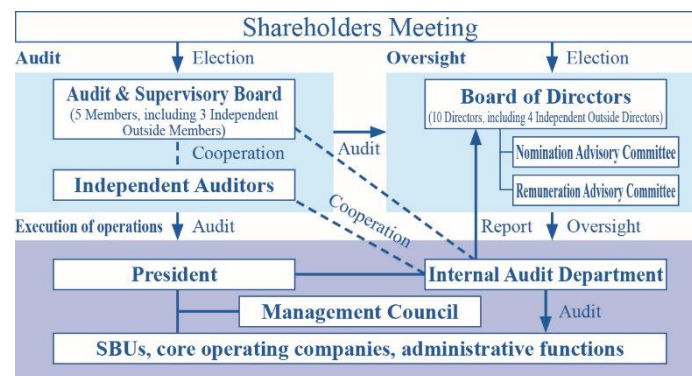 Shareholders Meeting
Audit
Election
Oversight
Election
Audit & Supervisory Board
(5 Members, including 3 Independent
Outside Members)
Board of Directors
(10 Directors, including 4 Independent Outside Directors)
Cooperation
Audit
Nomination Advisory Committee
Independent Auditors
Remuneration Advisory Committee
Cooperation
Execution of operations
Audit
Report
Oversight
President
Internal Audit Department
Management Council
Audit
SBUs, core operating companies, administrative functions